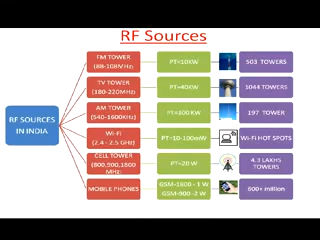 RF Sources
RF SOURCES
IN INDIA
FM TOWER
(88-108MHz)
PT=10KW
503 TOWERS
TV TOWER
(180-220MHz)
PT=40KW
1044 TOWERS
AM TOWER
(540-1600KHz)
PT=100 KW
197 TOWER
Wi-Fi
(2.4 - 2.5 GHz)
PT=10-100mW
Wi-Fi HOT SPOTS
CELL TOWER
(800,900,1800
MHz)
PT=20 W
4.3 LAKHS
TOWERS
MOBILE PHONES
GSM-1800 - 1 W
GSM-900 -2 W
800+ million